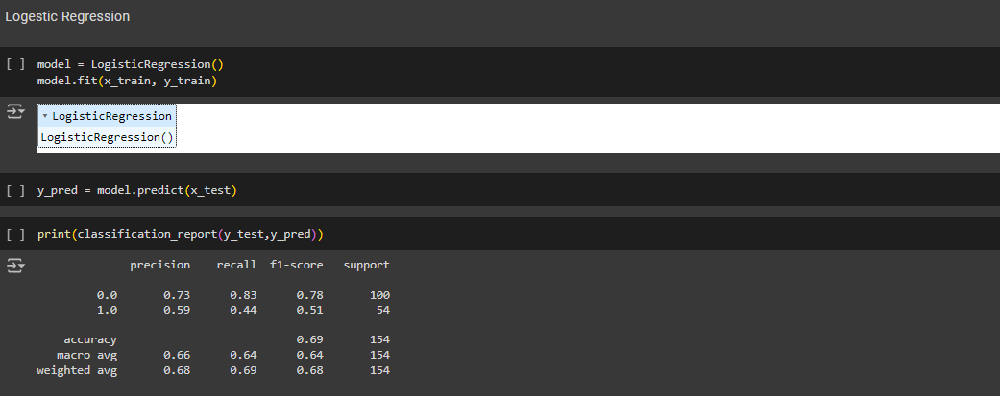 Logestic Regression
[ ] model = LogisticRegression()
model.fit(x_train, y_train)
▾ LogisticRegression
LogisticRegression()
[ ] y_pred = model.predict(x_test)
[ ] print(classification_report(y_test,y_pred))
precision recall f1-score support
0.0 0.73 0.83 0.78 100
1.0 0.59 0.44 0.51 54
accuracy 0.69 154
macro avg 0.66 0.64 0.64 154
weighted avg 0.68 0.69 0.68 154